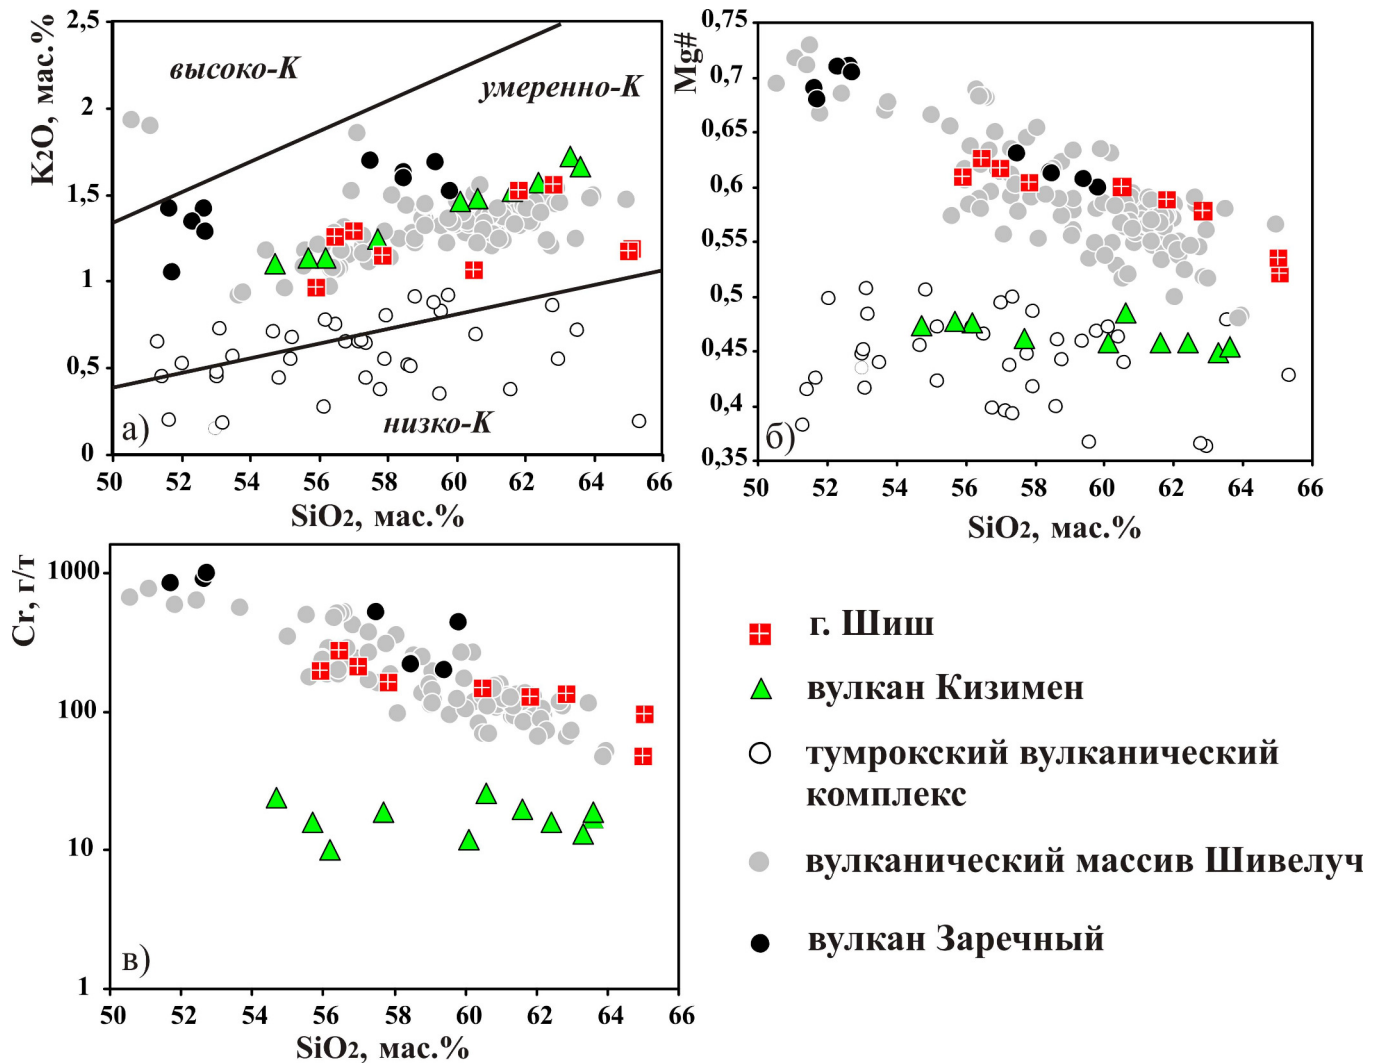 K2O, мас.%
2,5
2
1,5
1
0,5
0
высоко-K
умеренно-K
низко-K
а)
50 52 54 56 58 60 62 64 66
SiO2, мас.%
Mg#
0,75
0,7
0,65
0,6
0,55
0,5
0,45
0,4
0,35
б)
50 52 54 56 58 60 62 64 66
SiO2, мас.%
Cr, г/т
1000
100
10
1
в)
50 52 54 56 58 60 62 64 66
SiO2, мас.%
г. Шиш
вулкан Кизимен
тумрокский вулканический
комплекс
вулканический массив Шивелуч
вулкан Заречный